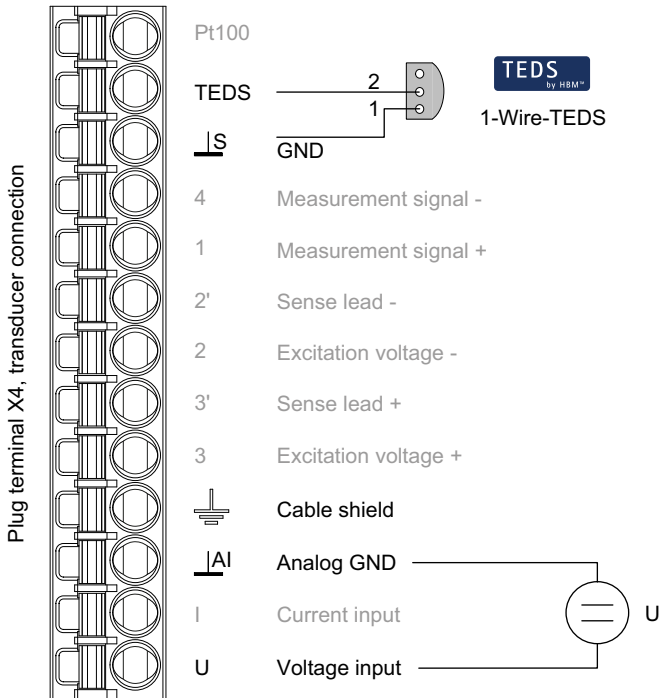 Plug terminal X4, transducer connection
Pt100
TEDS 2
1
TEDS
by HBM™
1-Wire-TEDS
S GND
4 Measurement signal -
1 Measurement signal +
2' Sense lead -
2 Excitation voltage -
3' Sense lead +
3 Excitation voltage +
Cable shield
AI Analog GND
I Current input
U
U Voltage input